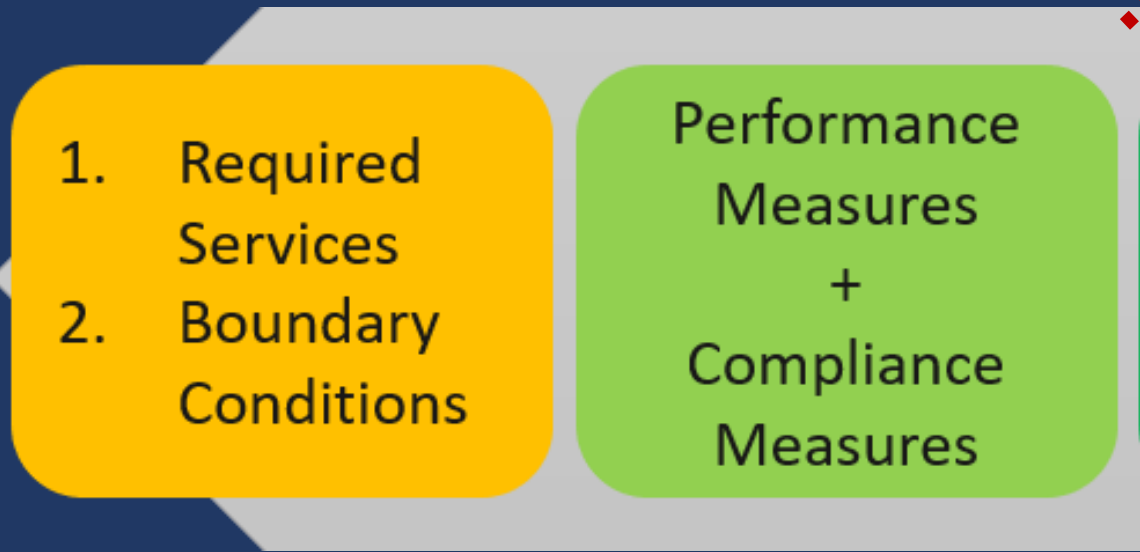 1. Required
Services
2. Boundary
Conditions
Performance
Measures
+
Compliance
Measures